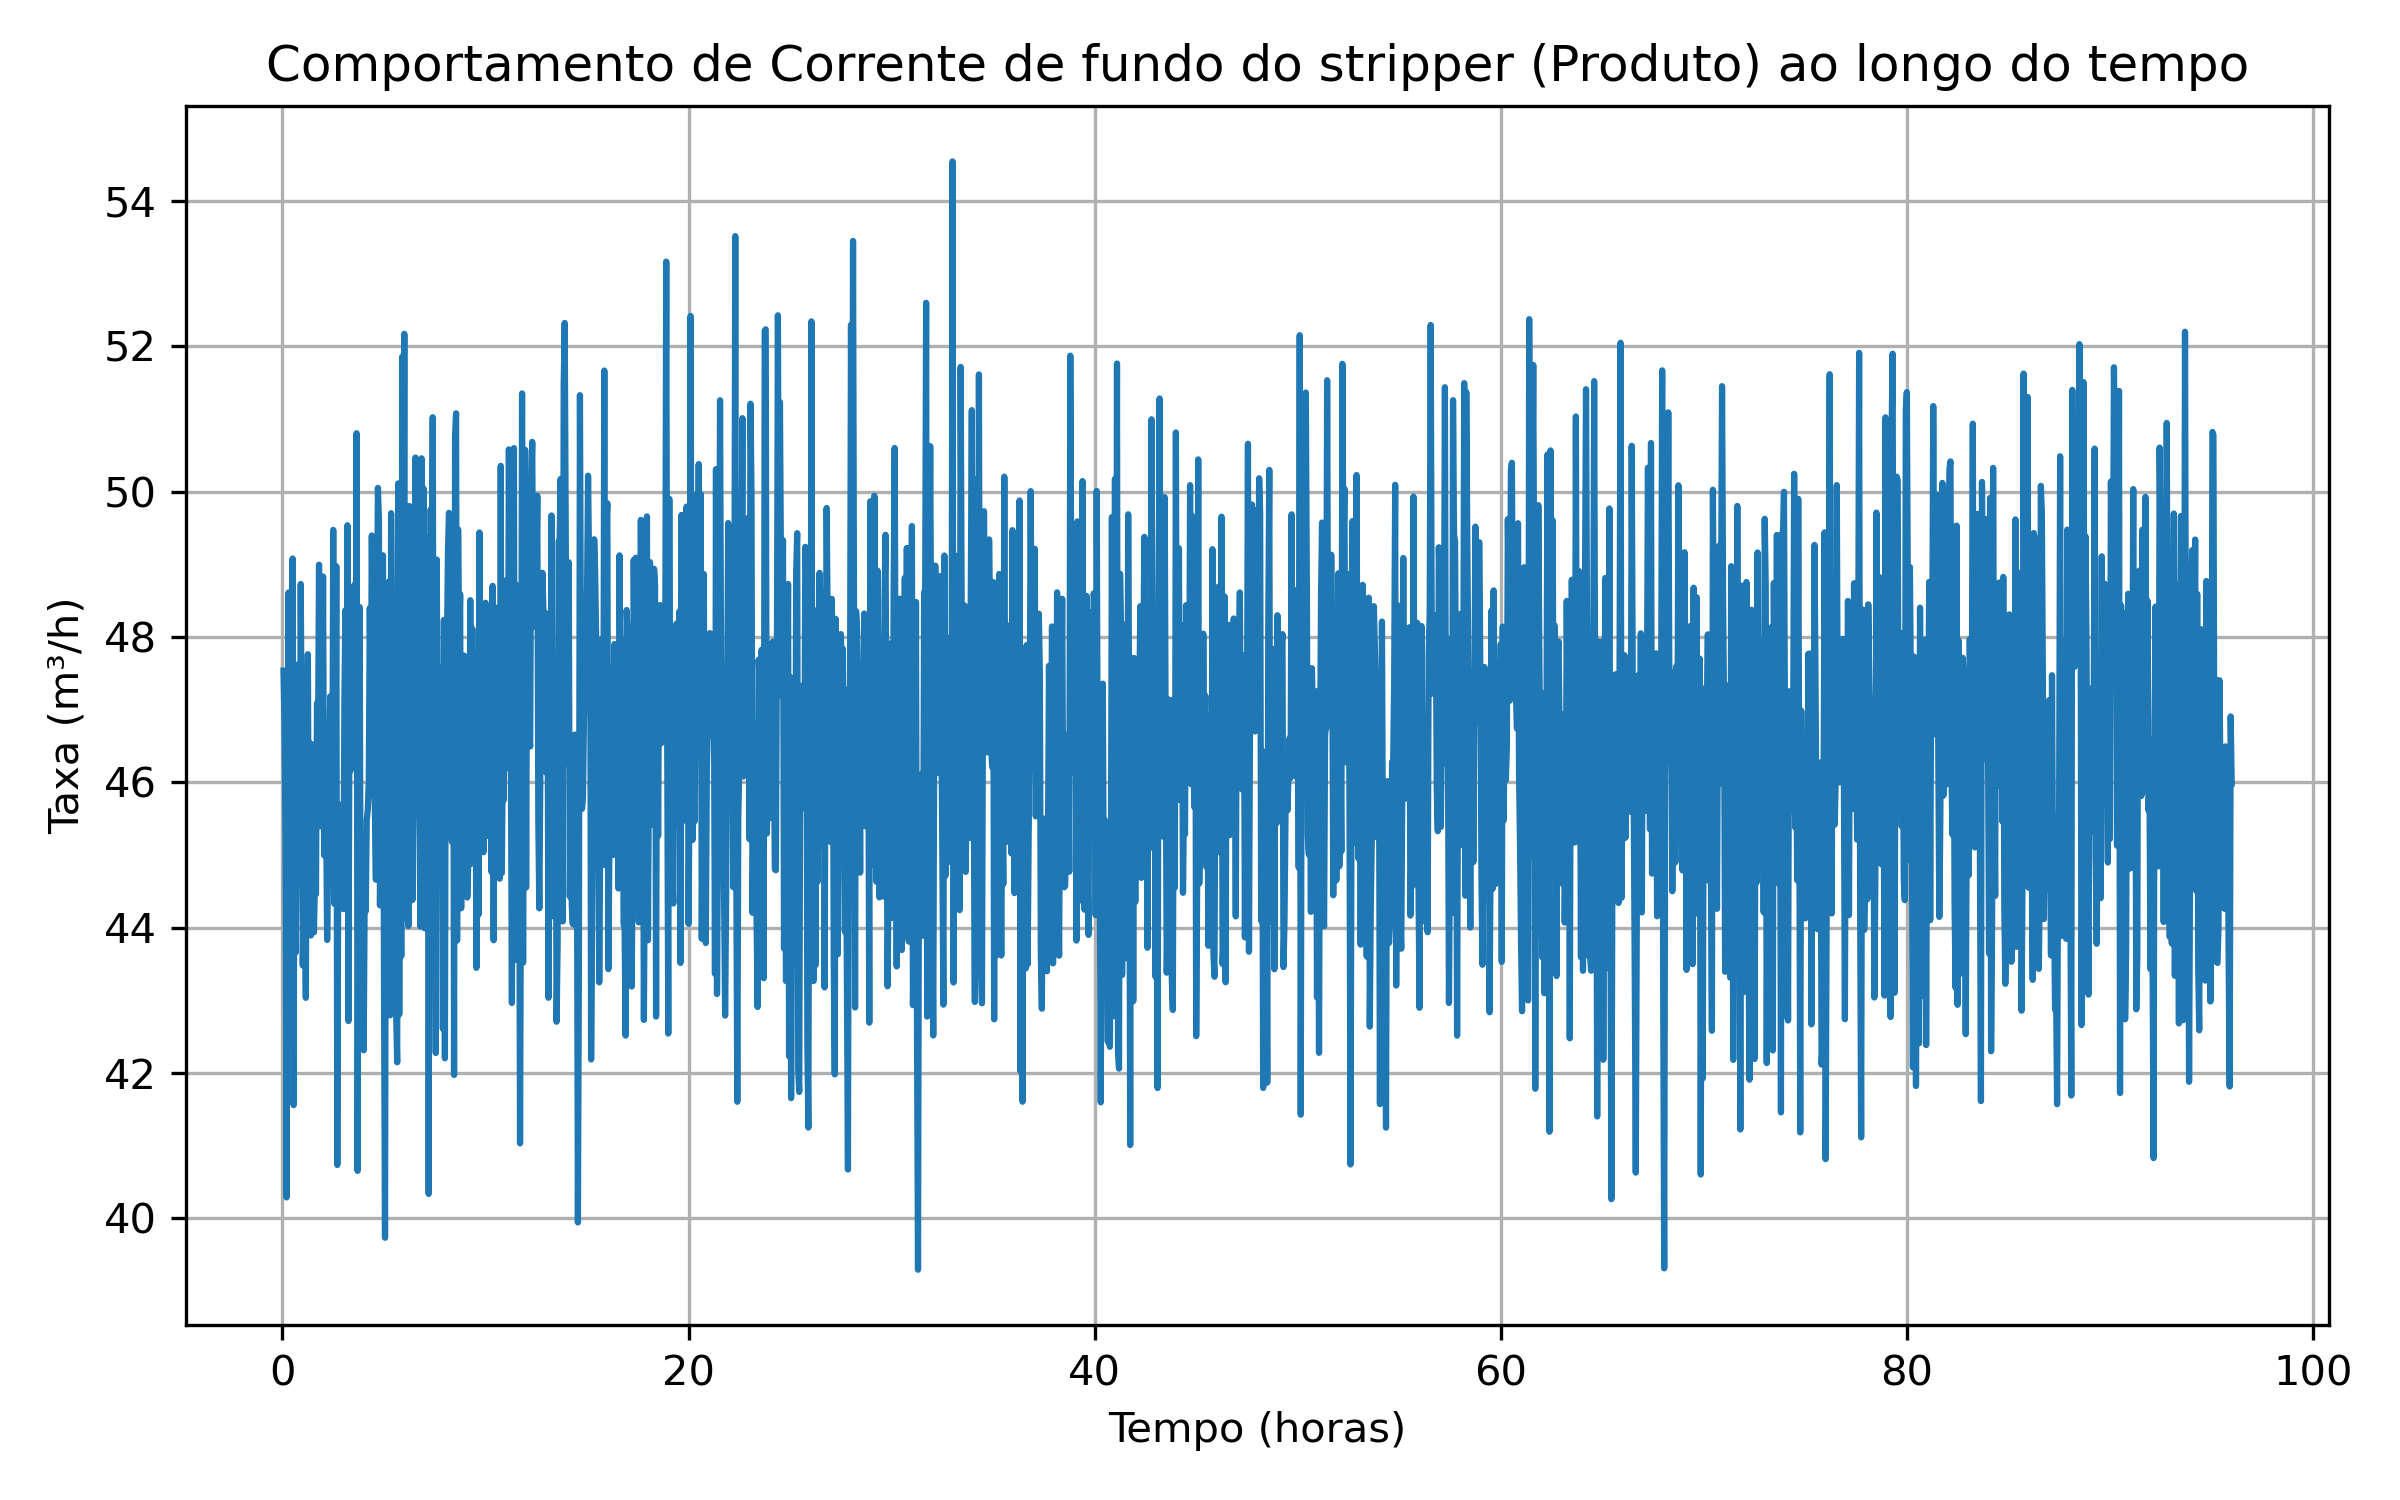 Comportamento de Corrente de fundo do stripper (Produto) ao longo do tempo
Taxa (m³/h)
54
52
50
48
46
44
42
40
0 20 40 60 80 100
Tempo (horas)